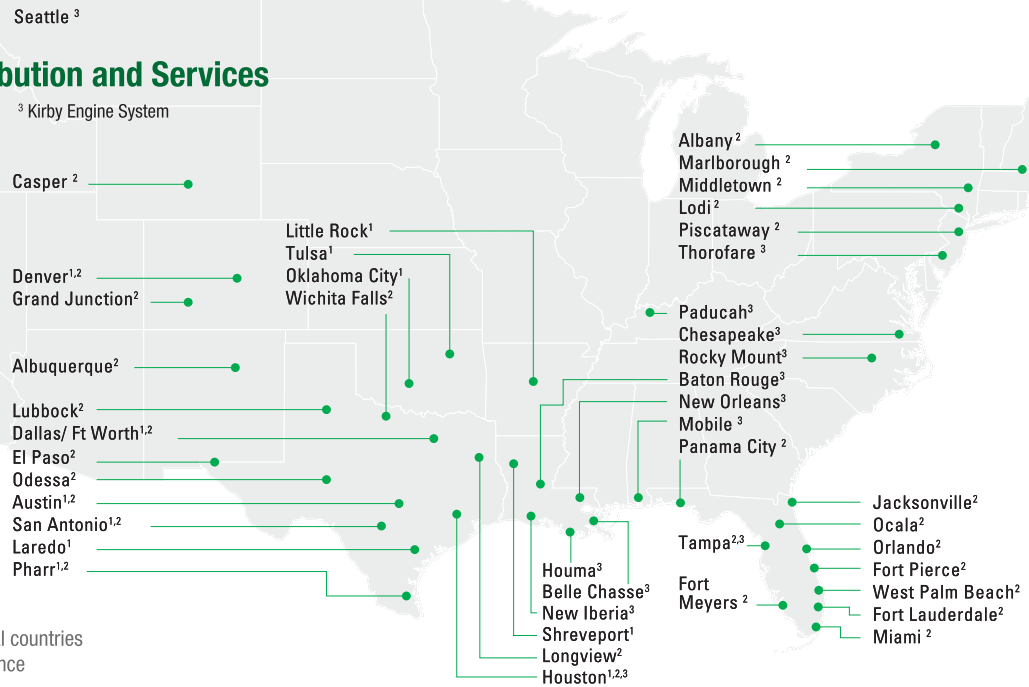 Seattle ³
bution and Services
³ Kirby Engine System
Casper ²
Denver¹,²
Grand Junction²
Albuquerque²
Lubbock²
Dallas/ Ft Worth¹,²
El Paso²
Odessa²
Austin¹,²
San Antonio¹,²
Laredo¹
Pharr¹,²
l countries
nce
Little Rock¹
Tulsa¹
Oklahoma City¹
Wichita Falls²
Albany ²
Marlborough ²
Middletown ²
Lodi ²
Piscataway ²
Thorofare ³
Paducah³
Chesapeake³
Rocky Mount³
Baton Rouge³
New Orleans³
Mobile ³
Panama City ²
Tampa²,³
Fort
Meyers ²
Houma³
Belle Chasse³
New Iberia³
Shreveport¹
Longview²
Houston¹,²,³
Jacksonville²
Ocala²
Orlando²
Fort Pierce²
West Palm Beach²
Fort Lauderdale²
Miami ²